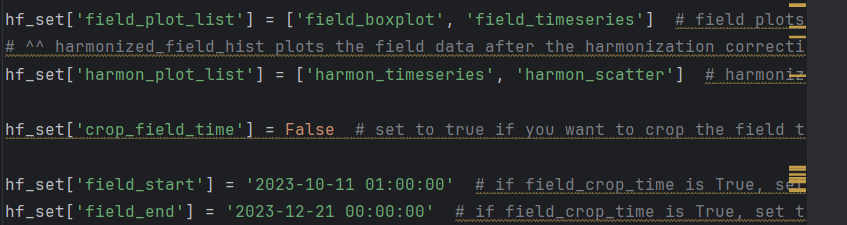 hf_set['field_plot_list'] = ['field_boxplot', 'field_timeseries']  # field plots
# ^^ harmonized_field_hist plots the field data after the harmonization correcti
hf_set['harmon_plot_list'] = ['harmon_timeseries', 'harmon_scatter']  # harmoniz
hf_set['crop_field_time'] = False  # set to true if you want to crop the field t
hf_set['field_start'] = '2023-10-11 01:00:00'  # if field_crop_time is True, set
hf_set['field_end'] = '2023-12-21 00:00:00'  # if field_crop_time is True, set t